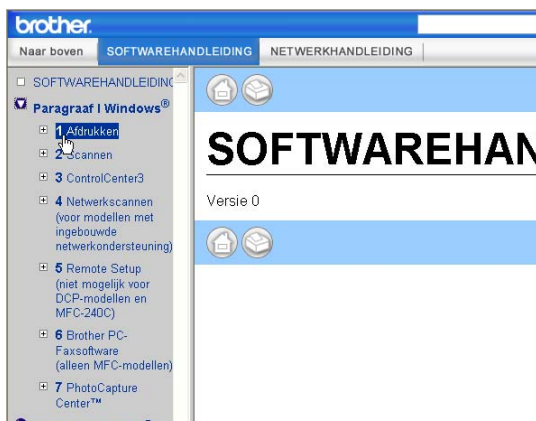 brother
Naar boven SOFTWAREHANDLEIDING NETWERKHANDLEIDING
SOFTWAREHANDLEIDING
Paragraaf I Windows®
1 Afdrukken
2 Scannen
3 ControlCenter3
4 Netwerkscannen
(voor modellen met
ingebouwde
netwerkondersteuning)
5 Remote Setup
(niet mogelijk voor
DCP-modellen en
MFC-240C)
6 Brother PC-
Faxsoftware
(alleen MFC-modellen)
7 PhotoCapture
Center™
SOFTWAREHAN
Versie 0